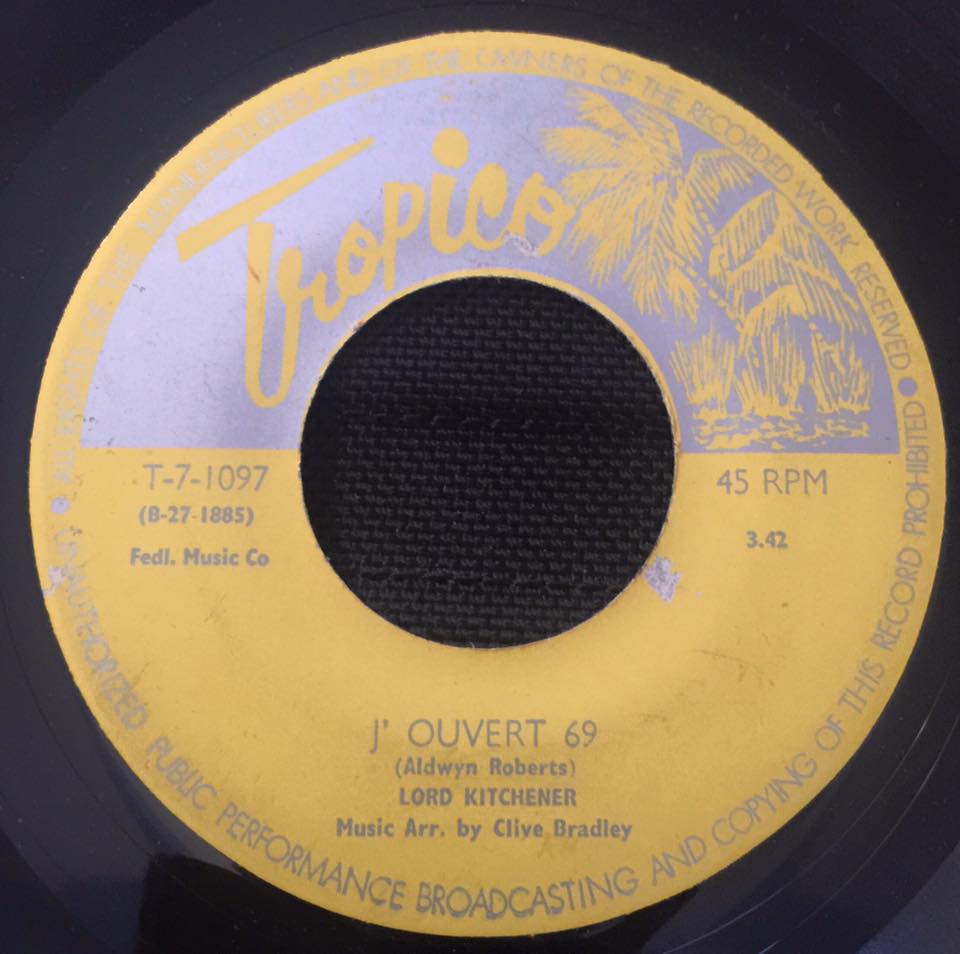 ALL RIGHTS OF THE MANUFACTURERS AND OF THE OWNERS OF THE RECORDED WORK RESERVED
Tropico
T-7-1097
(B-27-1885)
Fedl. Music Co
45 RPM
3.42
J' OUVERT 69
(Aldwyn Roberts)
LORD KITCHENER
Music Arr. by Clive Bradley
UNAUTHORIZED PUBLIC PERFORMANCE BROADCASTING AND COPYING OF THIS RECORD PROHIBITED